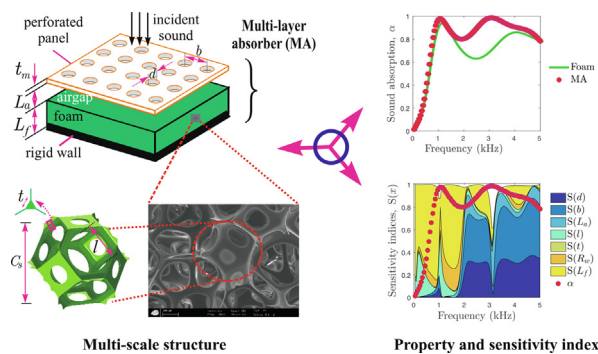 perforated
panel
incident
sound
Multi-layer
absorber (MA)
b
d
t_m
L_a
airgap
L_f
foam
rigid wall
t
l
C_s
Multi-scale structure
Sound absorption, α
1
0.8
0.6
0.4
0.2
0
0 1 2 3 4 5
Frequency (kHz)
Foam
MA
Sensitivity indices, S(x)
1
0.8
0.6
0.4
0.2
0
0 1 2 3 4 5
Frequency (kHz)
S(d)
S(b)
S(L_a)
S(l)
S(t)
S(R_w)
S(L_f)
α
Property and sensitivity index